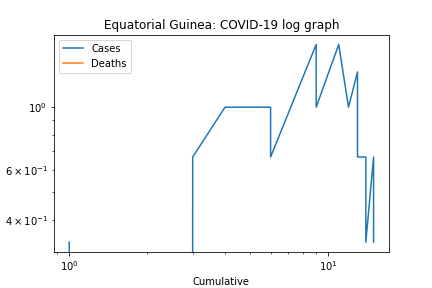 Equatorial Guinea: COVID-19 log graph
Cases
Deaths
10⁰
6 × 10⁻¹
4 × 10⁻¹
10⁰
10¹
Cumulative